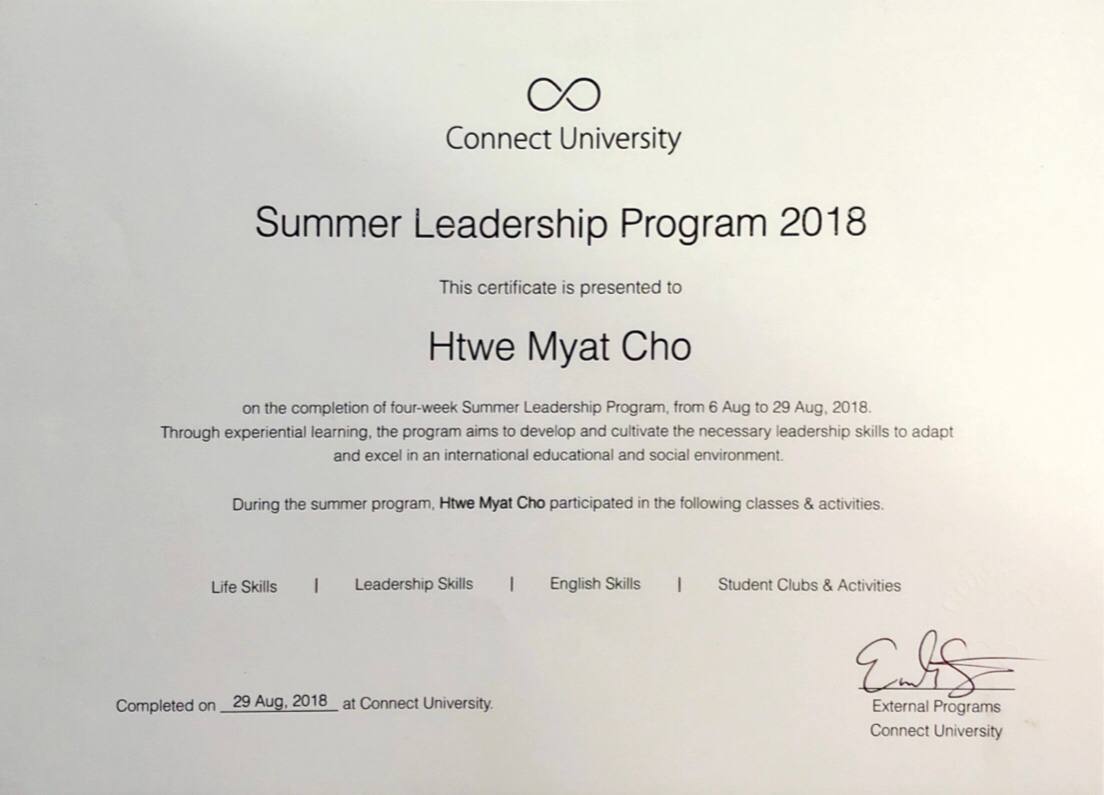 Connect University
Summer Leadership Program 2018
This certificate is presented to
Htwe Myat Cho
on the completion of four-week Summer Leadership Program, from 6 Aug to 29 Aug, 2018.
Through experiential learning, the program aims to develop and cultivate the necessary leadership skills to adapt
and excel in an international educational and social environment.
During the summer program, Htwe Myat Cho participated in the following classes & activities.
Life Skills | Leadership Skills | English Skills | Student Clubs & Activities
Completed on 29 Aug, 2018 at Connect University.
External Programs
Connect University